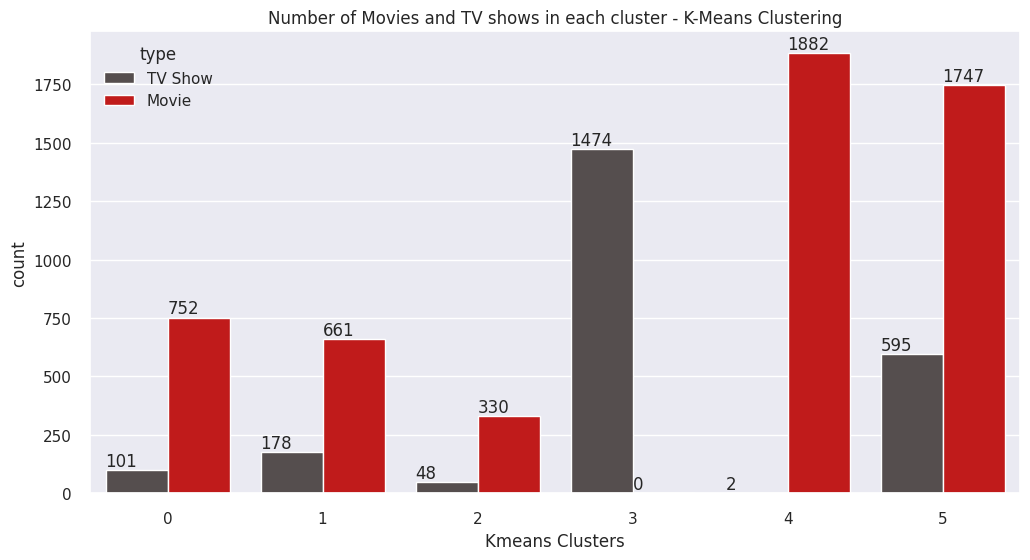 Number of Movies and TV shows in each cluster - K-Means Clustering
type
TV Show
Movie
count
1750
1500
1250
1000
750
500
250
0
101
752
178
661
48
330
1474
0
2
1882
595
1747
0 1 2 3 4 5
Kmeans Clusters